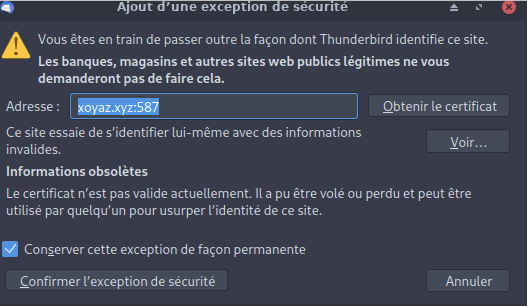 Ajout d'une exception de sécurité
Vous êtes en train de passer outre la façon dont Thunderbird identifie ce site.
Les banques, magasins et autres sites web publics légitimes ne vous
demanderont pas de faire cela.
Adresse : xoyaz.xyz:587 Obtenir le certificat
Ce site essaie de s'identifier lui-même avec des informations
invalides.
Voir…
Informations obsolètes
Le certificat n'est pas valide actuellement. Il a pu être volé ou perdu et peut être
utilisé par quelqu'un pour usurper l'identité de ce site.
Conserver cette exception de façon permanente
Confirmer l'exception de sécurité Annuler